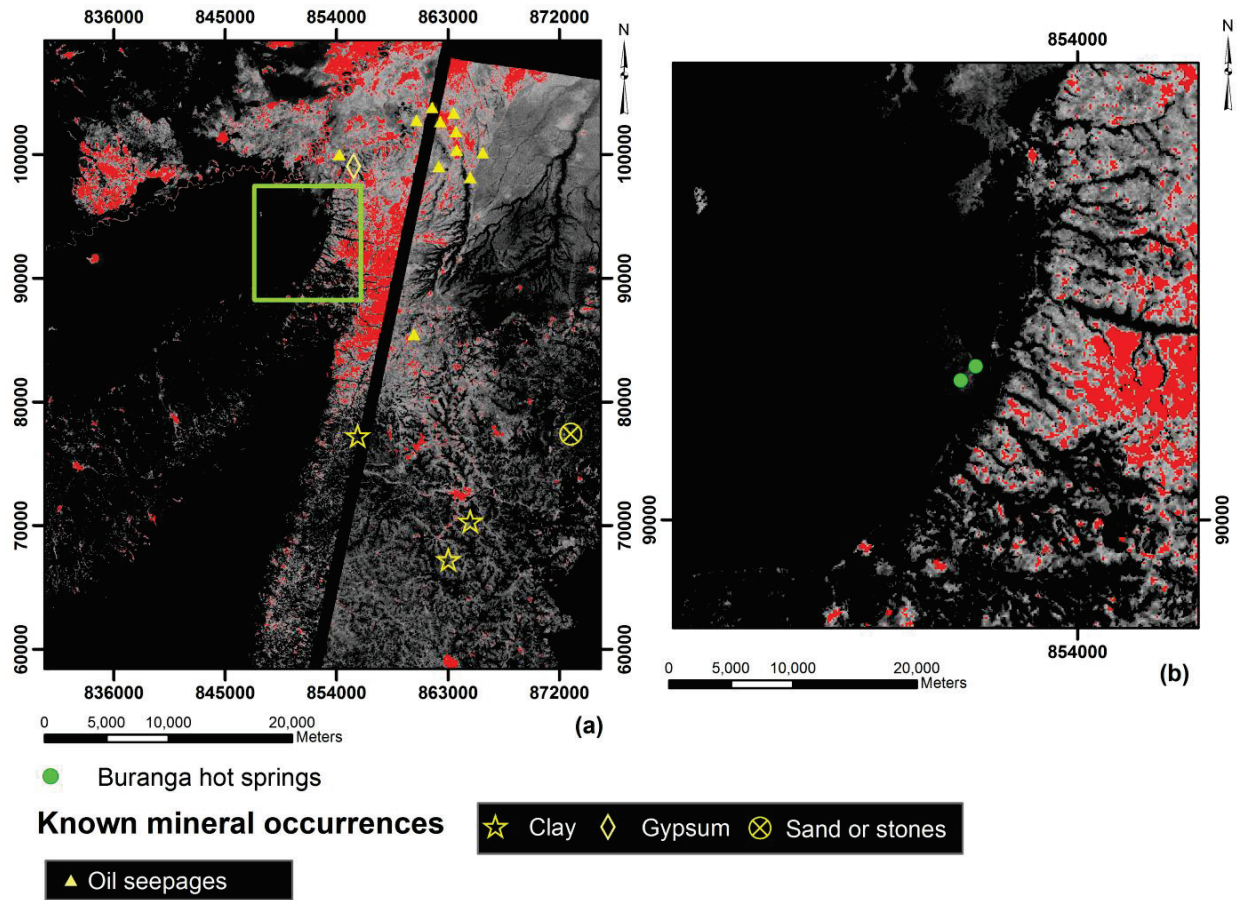 836000 845000 854000 863000 872000
N
100000
90000
80000
70000
60000
100000
90000
80000
70000
60000
836000 845000 854000 863000 872000
0 5,000 10,000 20,000
Meters
(a)
854000
N
90000
90000
854000
0 5,000 10,000 20,000
Meters
(b)
Buranga hot springs
Known mineral occurrences
Clay Gypsum Sand or stones
Oil seepages